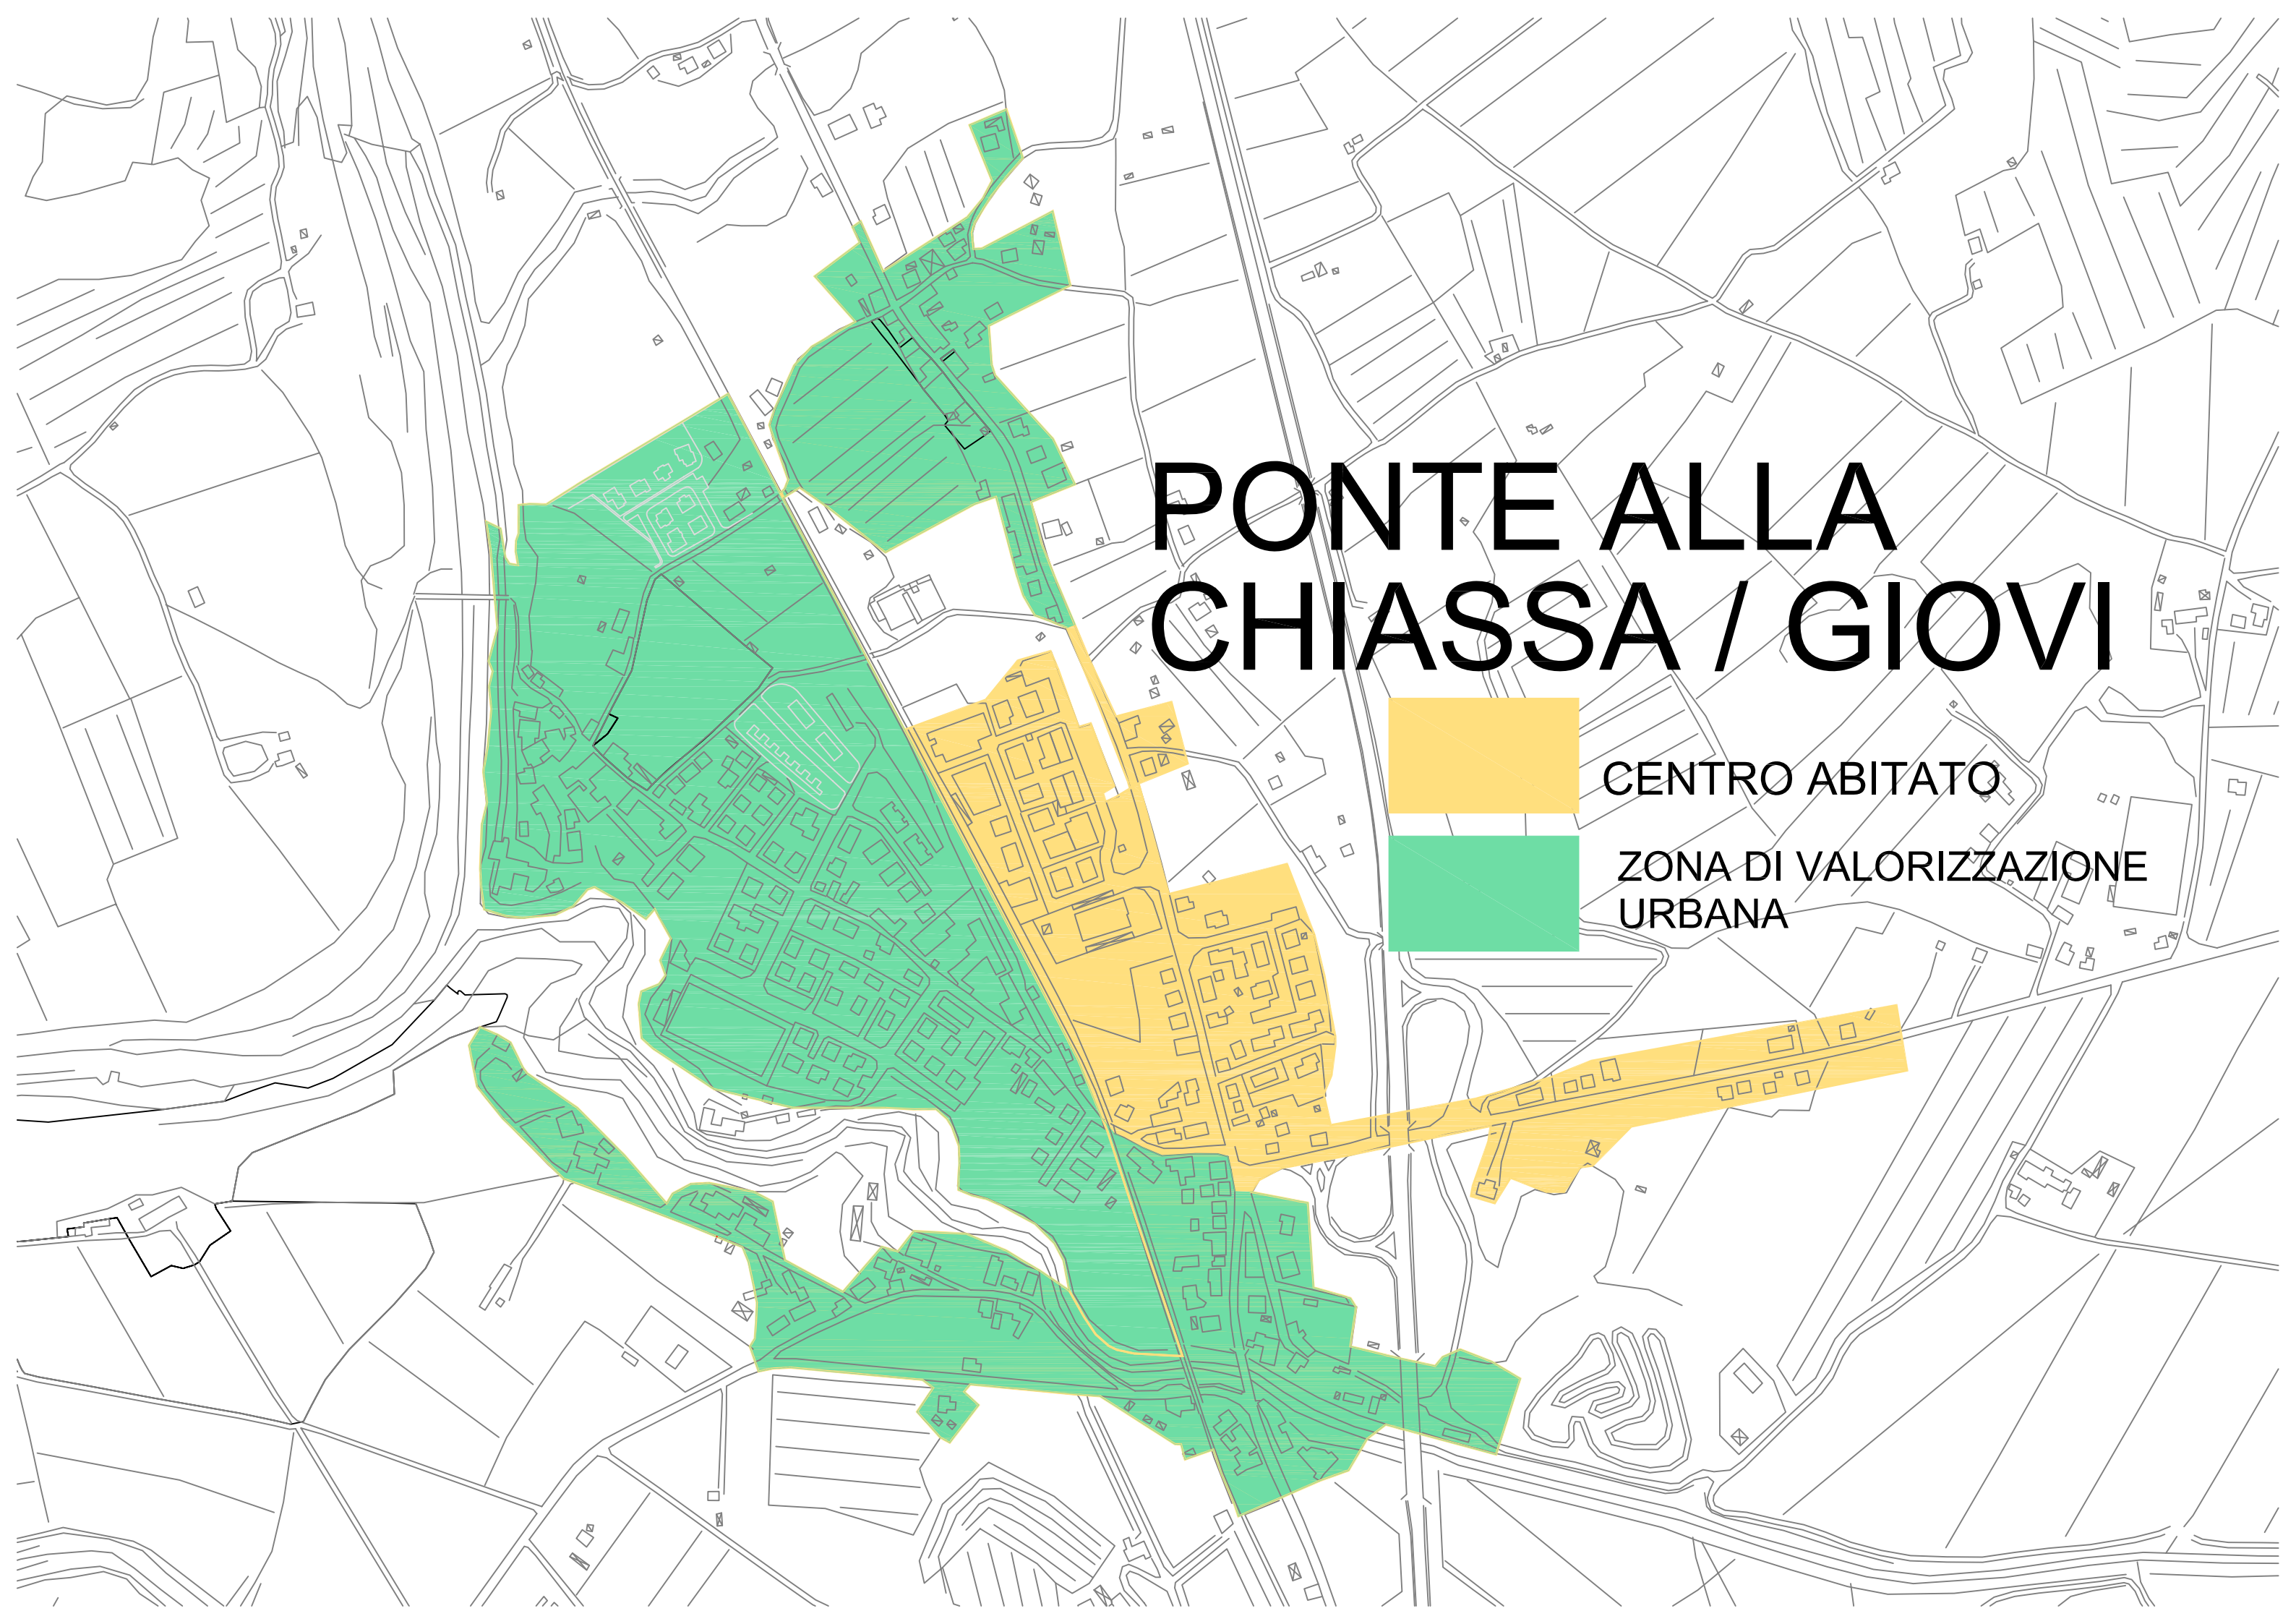 PONTE ALLA
CHIASSA / GIOVI
CENTRO ABITATO
ZONA DI VALORIZZAZIONE
URBANA